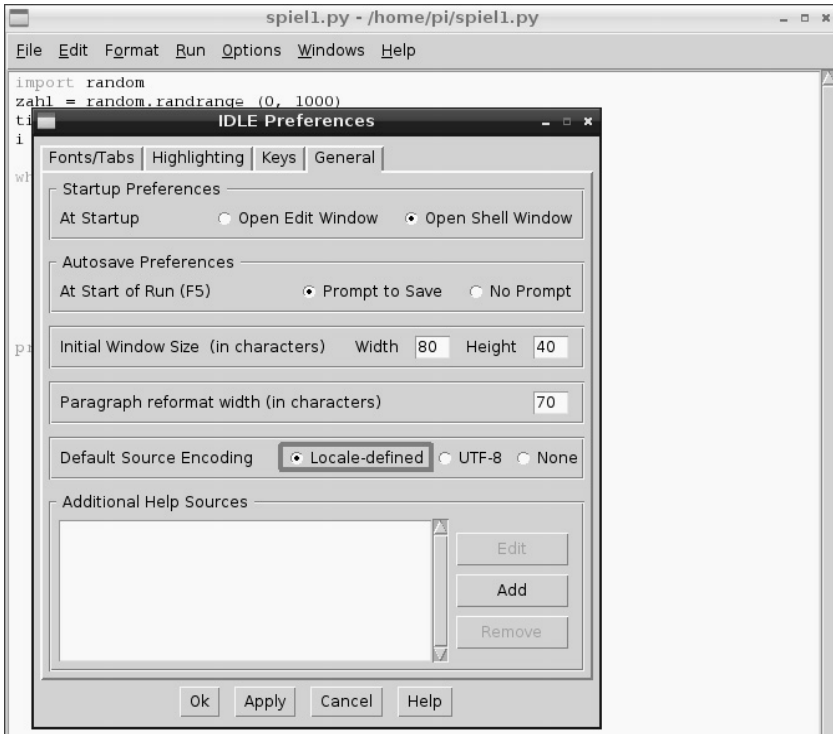 spiel1.py - /home/pi/spiel1.py
File Edit Format Run Options Windows Help
import random
zahl = random.randrange (0, 1000)
ti
i
wh
pr
IDLE Preferences
Fonts/Tabs Highlighting Keys General
Startup Preferences
At Startup Open Edit Window Open Shell Window
Autosave Preferences
At Start of Run (F5) Prompt to Save No Prompt
Initial Window Size (in characters) Width 80 Height 40
Paragraph reformat width (in characters) 70
Default Source Encoding Locale-defined UTF-8 None
Additional Help Sources
Edit
Add
Remove
Ok Apply Cancel Help